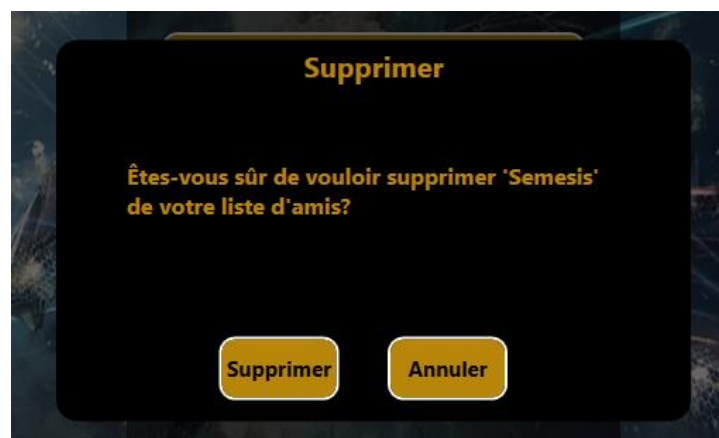 Supprimer
Êtes-vous sûr de vouloir supprimer 'Semesis'
de votre liste d'amis?
Supprimer
Annuler